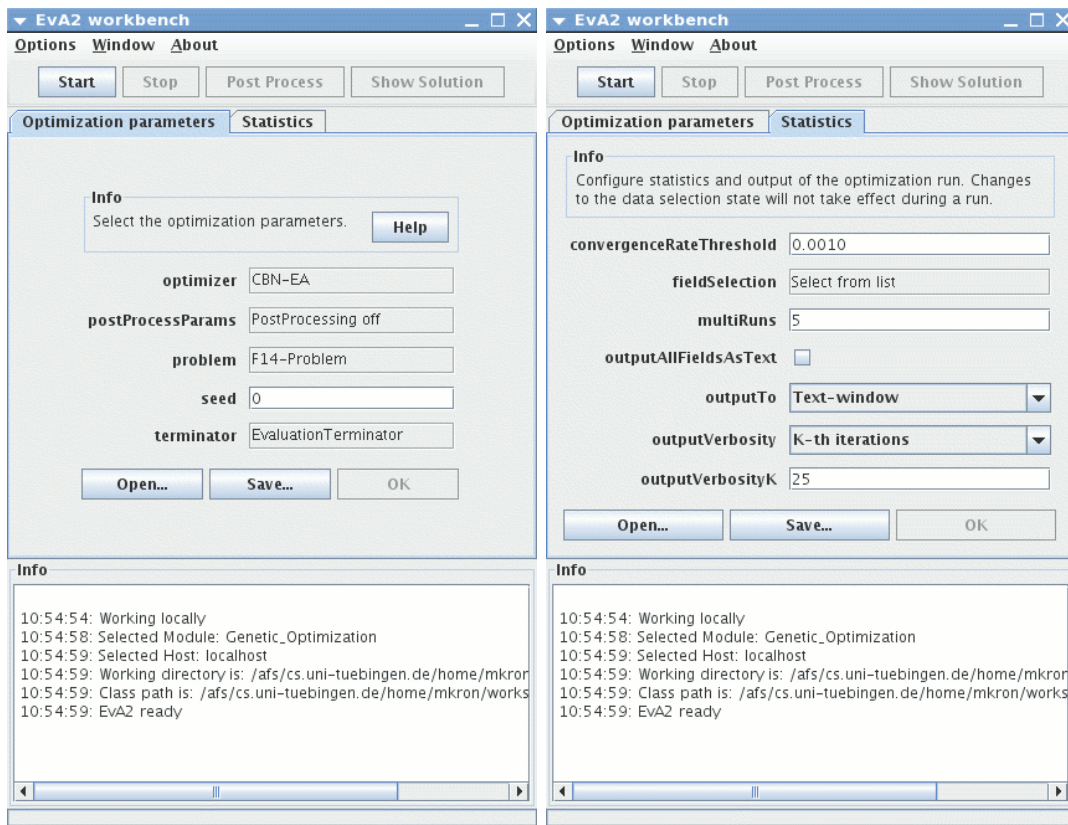 EvA2 workbench
Options Window About
Start Stop Post Process Show Solution
Optimization parameters Statistics
Info
Select the optimization parameters.
Help
optimizer CBN-EA
postProcessParams PostProcessing off
problem F14-Problem
seed 0
terminator EvaluationTerminator
Open... Save... OK
Info
10:54:54: Working locally
10:54:58: Selected Module: Genetic_Optimization
10:54:59: Selected Host: localhost
10:54:59: Working directory is: /afs/cs.uni-tuebingen.de/home/mkron
10:54:59: Class path is: /afs/cs.uni-tuebingen.de/home/mkron/works
10:54:59: EvA2 ready
EvA2 workbench
Options Window About
Start Stop Post Process Show Solution
Optimization parameters Statistics
Info
Configure statistics and output of the optimization run. Changes
to the data selection state will not take effect during a run.
convergenceRateThreshold 0.0010
fieldSelection Select from list
multiRuns 5
outputAllFieldsAsText
outputTo Text-window
outputVerbosity K-th iterations
outputVerbosityK 25
Open... Save... OK
Info
10:54:54: Working locally
10:54:58: Selected Module: Genetic_Optimization
10:54:59: Selected Host: localhost
10:54:59: Working directory is: /afs/cs.uni-tuebingen.de/home/mkron
10:54:59: Class path is: /afs/cs.uni-tuebingen.de/home/mkron/works
10:54:59: EvA2 ready